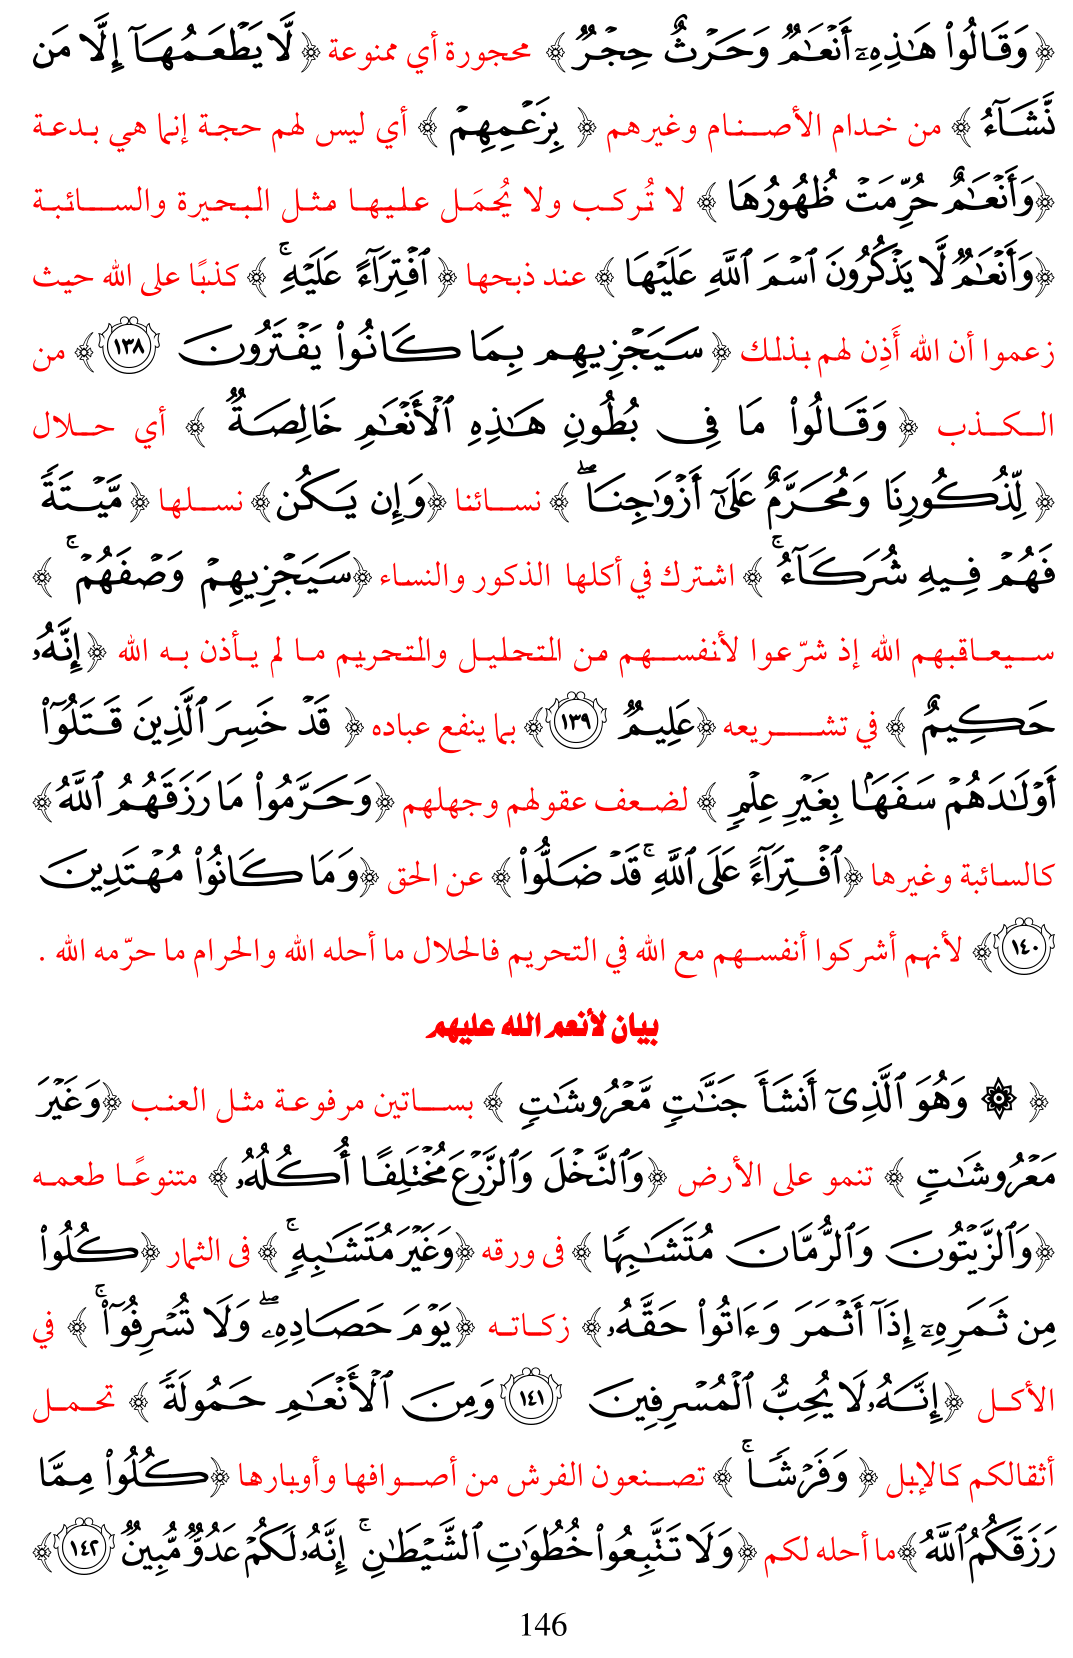 ﴿وَقَالُوا۟ هَـٰذِهِۦٓ أَنْعَـٰمٌ وَحَرْثٌ حِجْرٌ ﴾ محجورة أي ممنوعة ﴿لَّا يَطْعَمُهَآ إِلَّا مَن
نَّشَآءُ ﴾ من خدام الأصنام وغيرهم ﴿ بِزَعْمِهِمْ ﴾ أي ليس لهم حجة إنما هي بدعة
﴿وَأَنْعَـٰمٌ حُرِّمَتْ ظُهُورُهَا ﴾ لا تُركب ولا يُحمَل عليها مثل البحيرة والسائبة
﴿وَأَنْعَـٰمٌ لَّا يَذْكُرُونَ ٱسْمَ ٱللَّهِ عَلَيْهَا ﴾ عند ذبحها ﴿ ٱفْتِرَآءً عَلَيْهِ ۚ ﴾ كذبًا على الله حيث
زعموا أن الله أَذِن لهم بذلك ﴿ سَيَجْزِيهِم بِمَا كَانُوا۟ يَفْتَرُونَ ١٣٨﴾ من
الكذب ﴿ وَقَالُوا۟ مَا فِى بُطُونِ هَـٰذِهِ ٱلْأَنْعَـٰمِ خَالِصَةٌ ﴾ أي حلال
﴿ لِّذُكُورِنَا وَمُحَرَّمٌ عَلَىٰٓ أَزْوَٰجِنَا ۖ ﴾ نسائنا ﴿وَإِن يَكُن﴾ نسلها ﴿ مَّيْتَةً
فَهُمْ فِيهِ شُرَكَآءُ ۚ ﴾ اشترك في أكلها الذكور والنساء ﴿سَيَجْزِيهِمْ وَصْفَهُمْ ۚ ﴾
سيعاقبهم الله إذ شرّعوا لأنفسهم من التحليل والتحريم ما لم يأذن به الله ﴿إِنَّهُۥ
حَكِيمٌ ﴾ في تشريعه ﴿عَلِيمٌ ١٣٩﴾ بما ينفع عباده ﴿ قَدْ خَسِرَ ٱلَّذِينَ قَتَلُوٓا۟
أَوْلَـٰدَهُمْ سَفَهًۢا بِغَيْرِ عِلْمٍ ﴾ لضعف عقولهم وجهلهم ﴿وَحَرَّمُوا۟ مَا رَزَقَهُمُ ٱللَّهُ﴾
كالسائبة وغيرها ﴿ٱفْتِرَآءً عَلَى ٱللَّهِ ۚ قَدْ ضَلُّوا۟ ﴾ عن الحق ﴿وَمَا كَانُوا۟ مُهْتَدِينَ
١٤٠﴾ لأنهم أشركوا أنفسهم مع الله في التحريم فالحلال ما أحله الله والحرام ما حرّمه الله .
بيان لأنعم الله عليهم
﴿ ۞ وَهُوَ ٱلَّذِىٓ أَنشَأَ جَنَّـٰتٍ مَّعْرُوشَـٰتٍ ﴾ بساتين مرفوعة مثل العنب ﴿وَغَيْرَ
مَعْرُوشَـٰتٍ ﴾ تنمو على الأرض ﴿وَٱلنَّخْلَ وَٱلزَّرْعَ مُخْتَلِفًا أُكُلُهُۥ ﴾ متنوعًا طعمه
﴿وَٱلزَّيْتُونَ وَٱلرُّمَّانَ مُتَشَـٰبِهًا ﴾ فى ورقه ﴿وَغَيْرَ مُتَشَـٰبِهٍ ۚ ﴾ فى الثمار ﴿كُلُوا۟
مِن ثَمَرِهِۦٓ إِذَآ أَثْمَرَ وَءَاتُوا۟ حَقَّهُۥ ﴾ زكاته ﴿يَوْمَ حَصَادِهِۦ ۖ وَلَا تُسْرِفُوٓا۟ ۚ ﴾ في
الأكل ﴿إِنَّهُۥ لَا يُحِبُّ ٱلْمُسْرِفِينَ ١٤١ وَمِنَ ٱلْأَنْعَـٰمِ حَمُولَةً ﴾ تحمل
أثقالكم كالإبل ﴿ وَفَرْشًا ۚ ﴾ تصنعون الفرش من أصوافها وأوبارها ﴿كُلُوا۟ مِمَّا
رَزَقَكُمُ ٱللَّهُ ﴾ما أحله لكم ﴿وَلَا تَتَّبِعُوا۟ خُطُوَٰتِ ٱلشَّيْطَـٰنِ ۚ إِنَّهُۥ لَكُمْ عَدُوٌّ مُّبِينٌ ١٤٢﴾
146